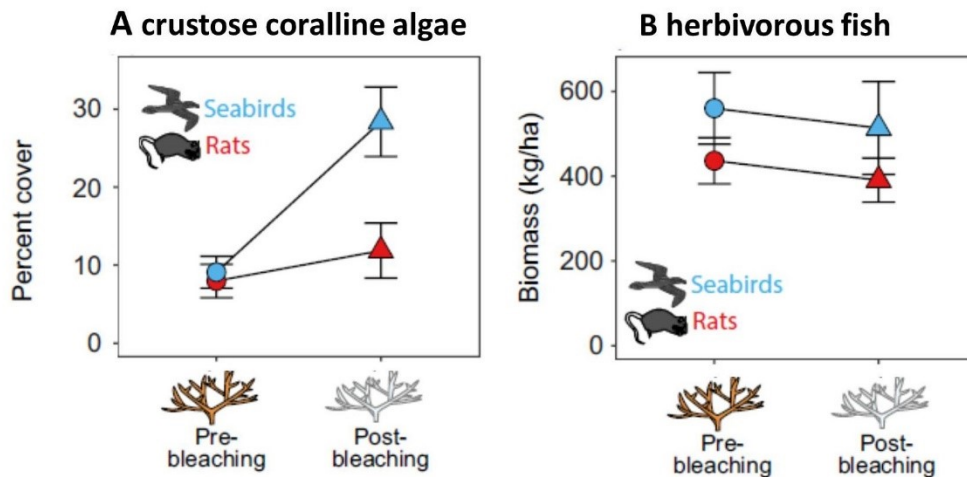 A crustose coralline algae
Percent cover
30
20
10
0
Seabirds
Rats
Pre-
bleaching
Post-
bleaching
B herbivorous fish
Biomass (kg/ha)
600
400
200
0
Seabirds
Rats
Pre-
bleaching
Post-
bleaching